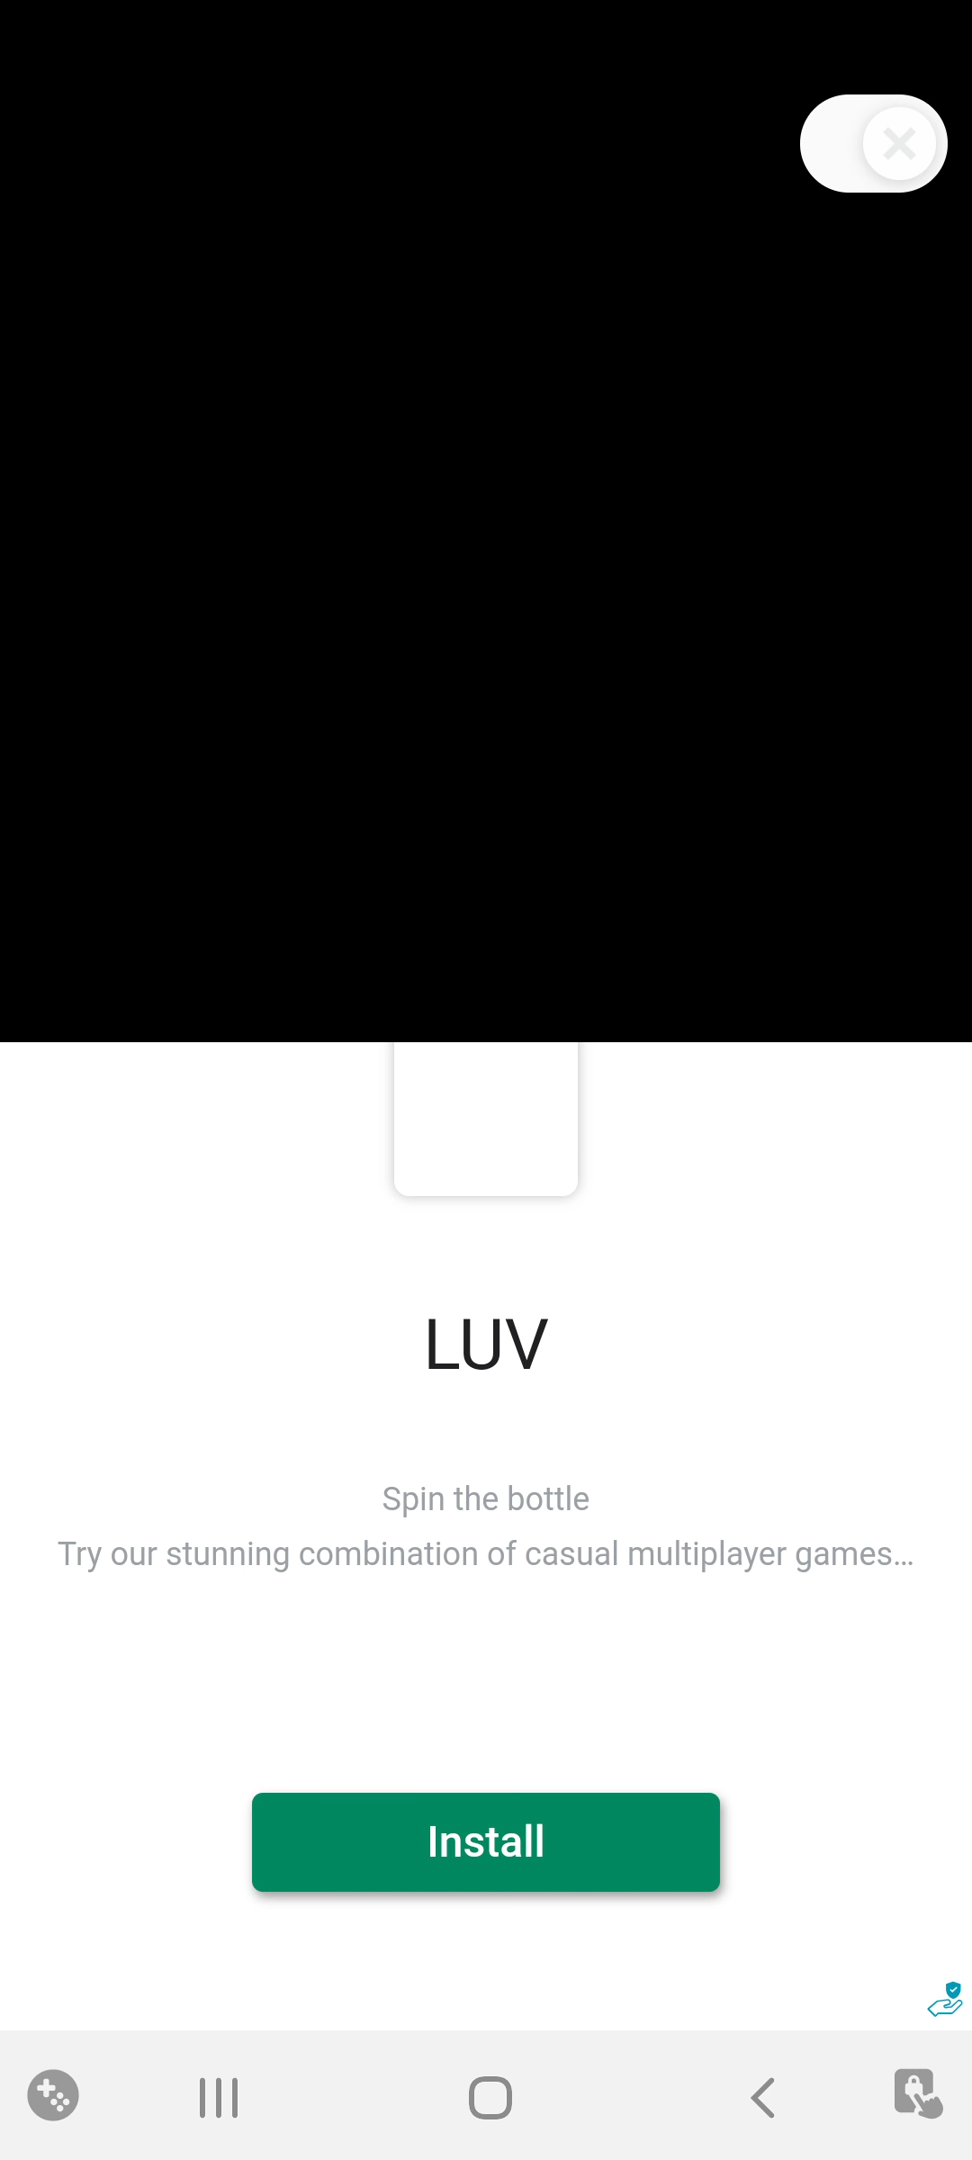 LUV
Spin the bottle
Try our stunning combination of casual multiplayer games...
Install